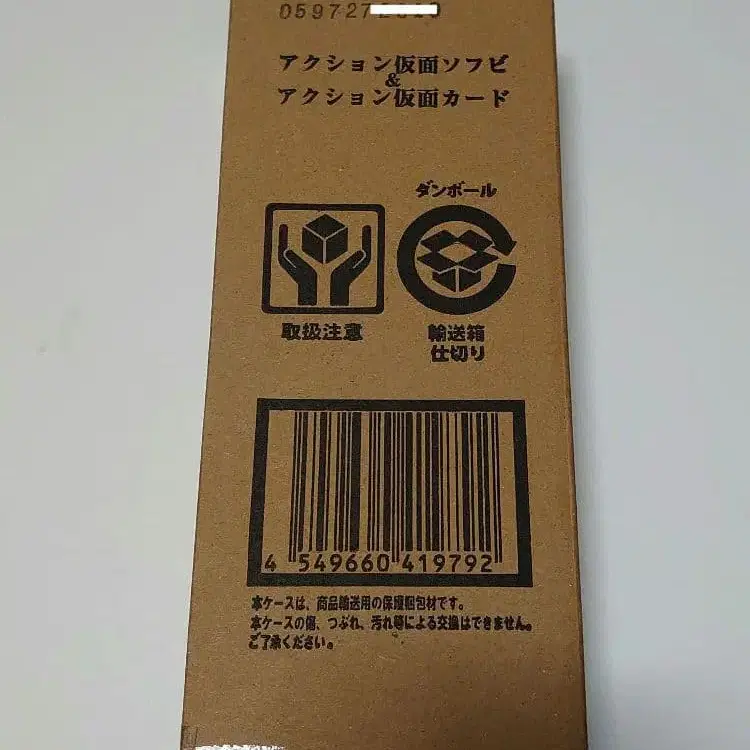 アクション仮面ソフビ
&
アクション仮面カード
ダンボール
取扱注意
輸送箱
仕切り
4 549660 419792
本ケースは、商品輸送用の保護梱包材です。
本ケースの傷、つぶれ、汚れ等による交換はできません。
ご了承ください。